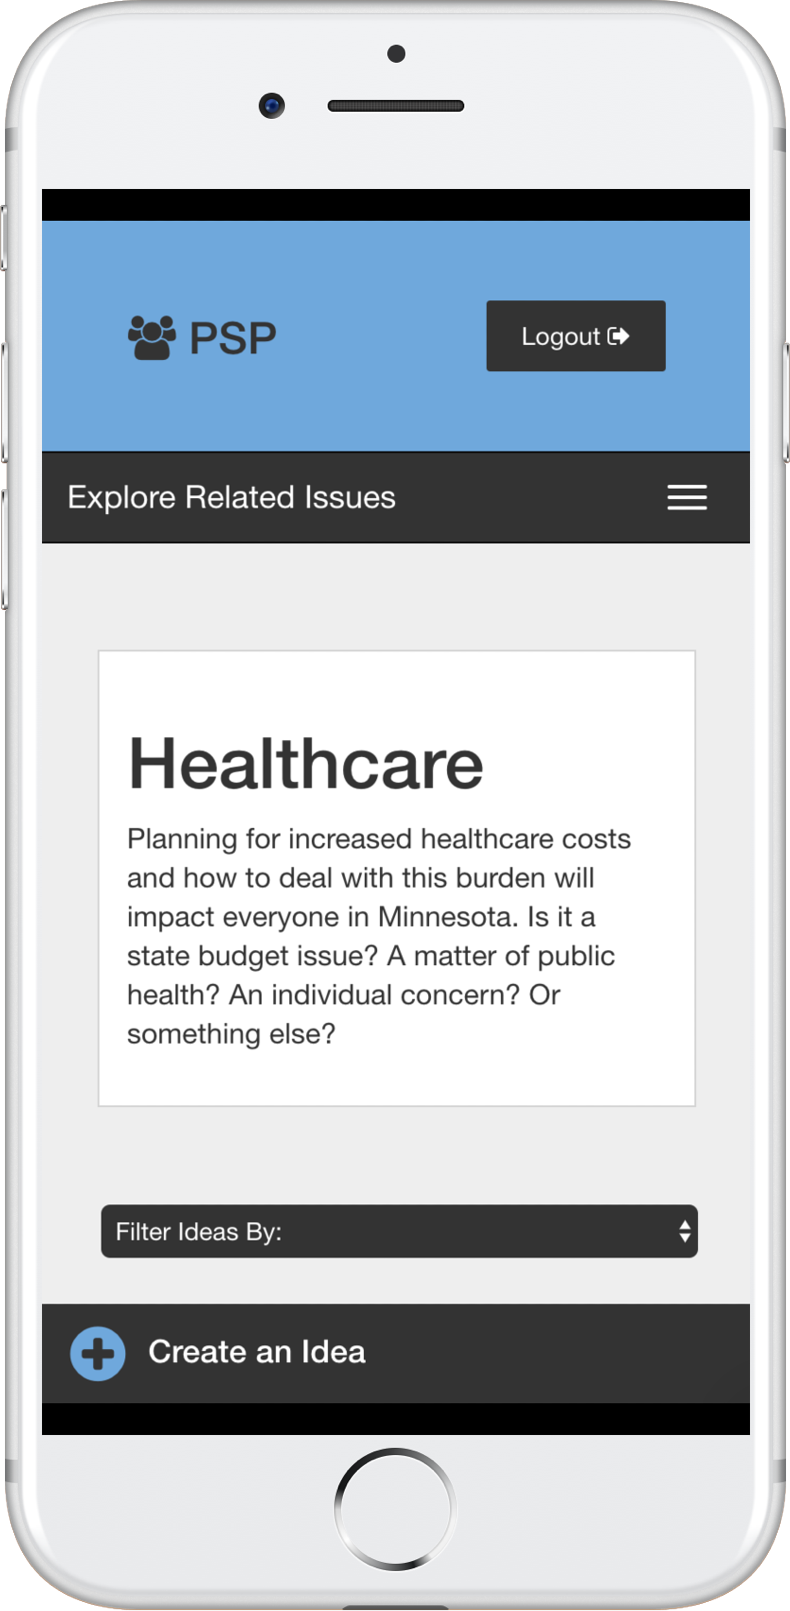 PSP
Logout
Explore Related Issues
Healthcare
Planning for increased healthcare costs
and how to deal with this burden will
impact everyone in Minnesota. Is it a
state budget issue? A matter of public
health? An individual concern? Or
something else?
Filter Ideas By:
Create an Idea